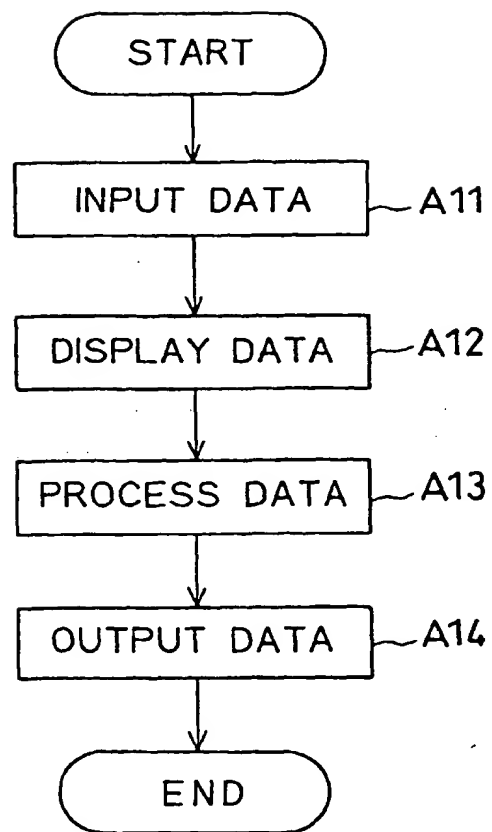 START
INPUT DATA A11
DISPLAY DATA A12
PROCESS DATA A13
OUTPUT DATA A14
END